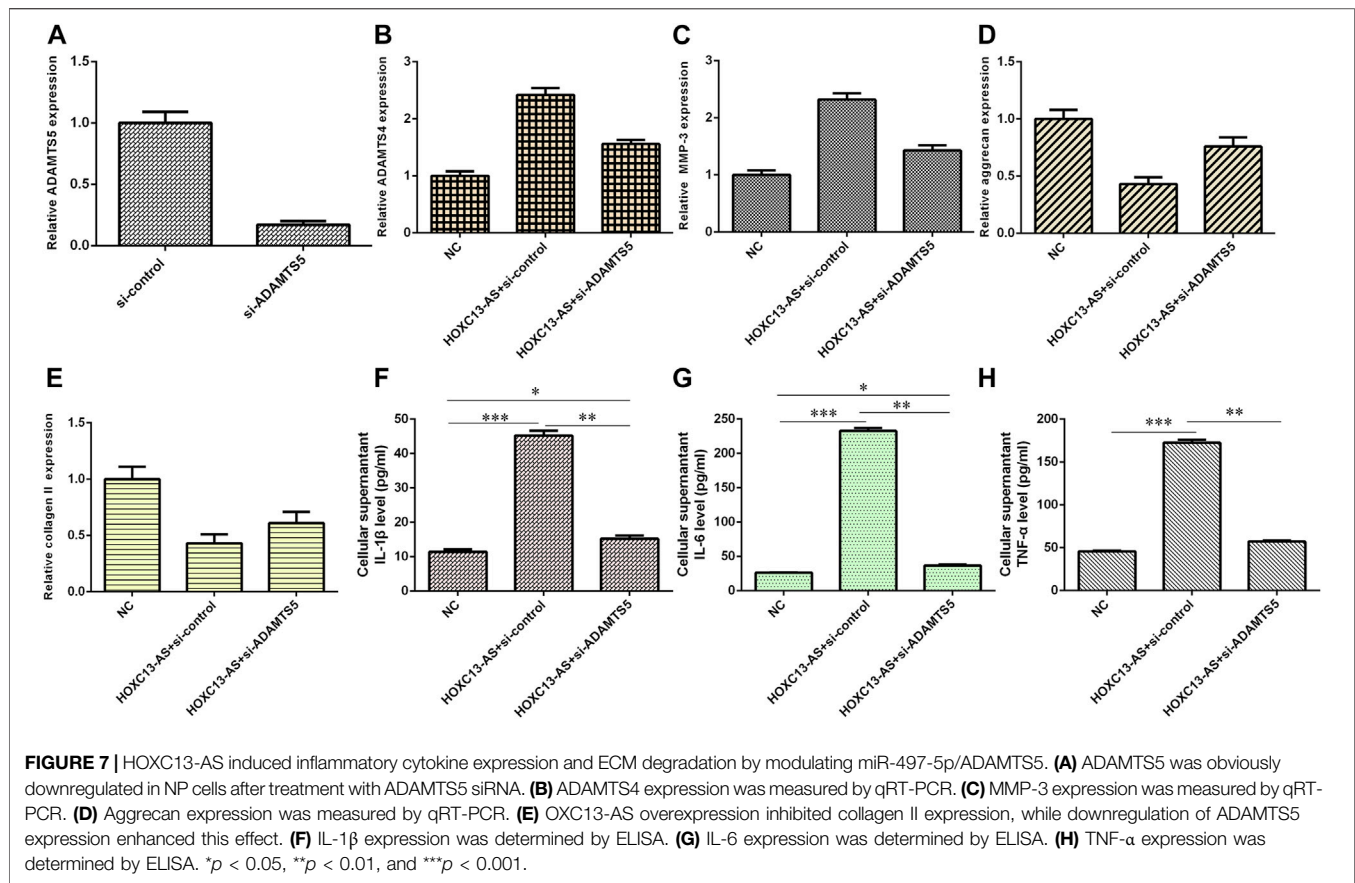 A
Relative ADAMTS5 expression
1.5
1.0
0.5
0.0
si-control
si-ADAMTS5
B
Relative ADAMTS4 expression
3
2
1
0
NC
HOXC13-AS+si-control
HOXC13-AS+si-ADAMTS5
C
Relative MMP-3 expression
3
2
1
0
NC
HOXC13-AS+si-control
HOXC13-AS+si-ADAMTS5
D
Relative aggrecan expression
1.5
1.0
0.5
0.0
NC
HOXC13-AS+si-control
HOXC13-AS+si-ADAMTS5
E
Relative collagen II expression
1.5
1.0
0.5
0.0
NC
HOXC13-AS+si-control
HOXC13-AS+si-ADAMTS5
F
Cellular supernantant
IL-1β level (pg/ml)
50
40
30
20
10
0
*
***
**
NC
HOXC13-AS+si-control
HOXC13-AS+si-ADAMTS5
G
Cellular supernantant
IL-6 level (pg/ml)
250
200
150
100
50
0
*
***
**
NC
HOXC13-AS+si-control
HOXC13-AS+si-ADAMTS5
H
Cellular supernantant
TNF-α level (pg/ml)
200
150
100
50
0
***
**
NC
HOXC13-AS+si-control
HOXC13-AS+si-ADAMTS5
FIGURE 7 | HOXC13-AS induced inflammatory cytokine expression and ECM degradation by modulating miR-497-5p/ADAMTS5. (A) ADAMTS5 was obviously
downregulated in NP cells after treatment with ADAMTS5 siRNA. (B) ADAMTS4 expression was measured by qRT-PCR. (C) MMP-3 expression was measured by qRT-
PCR. (D) Aggrecan expression was measured by qRT-PCR. (E) OXC13-AS overexpression inhibited collagen II expression, while downregulation of ADAMTS5
expression enhanced this effect. (F) IL-1β expression was determined by ELISA. (G) IL-6 expression was determined by ELISA. (H) TNF-α expression was
determined by ELISA. *p < 0.05, **p < 0.01, and ***p < 0.001.